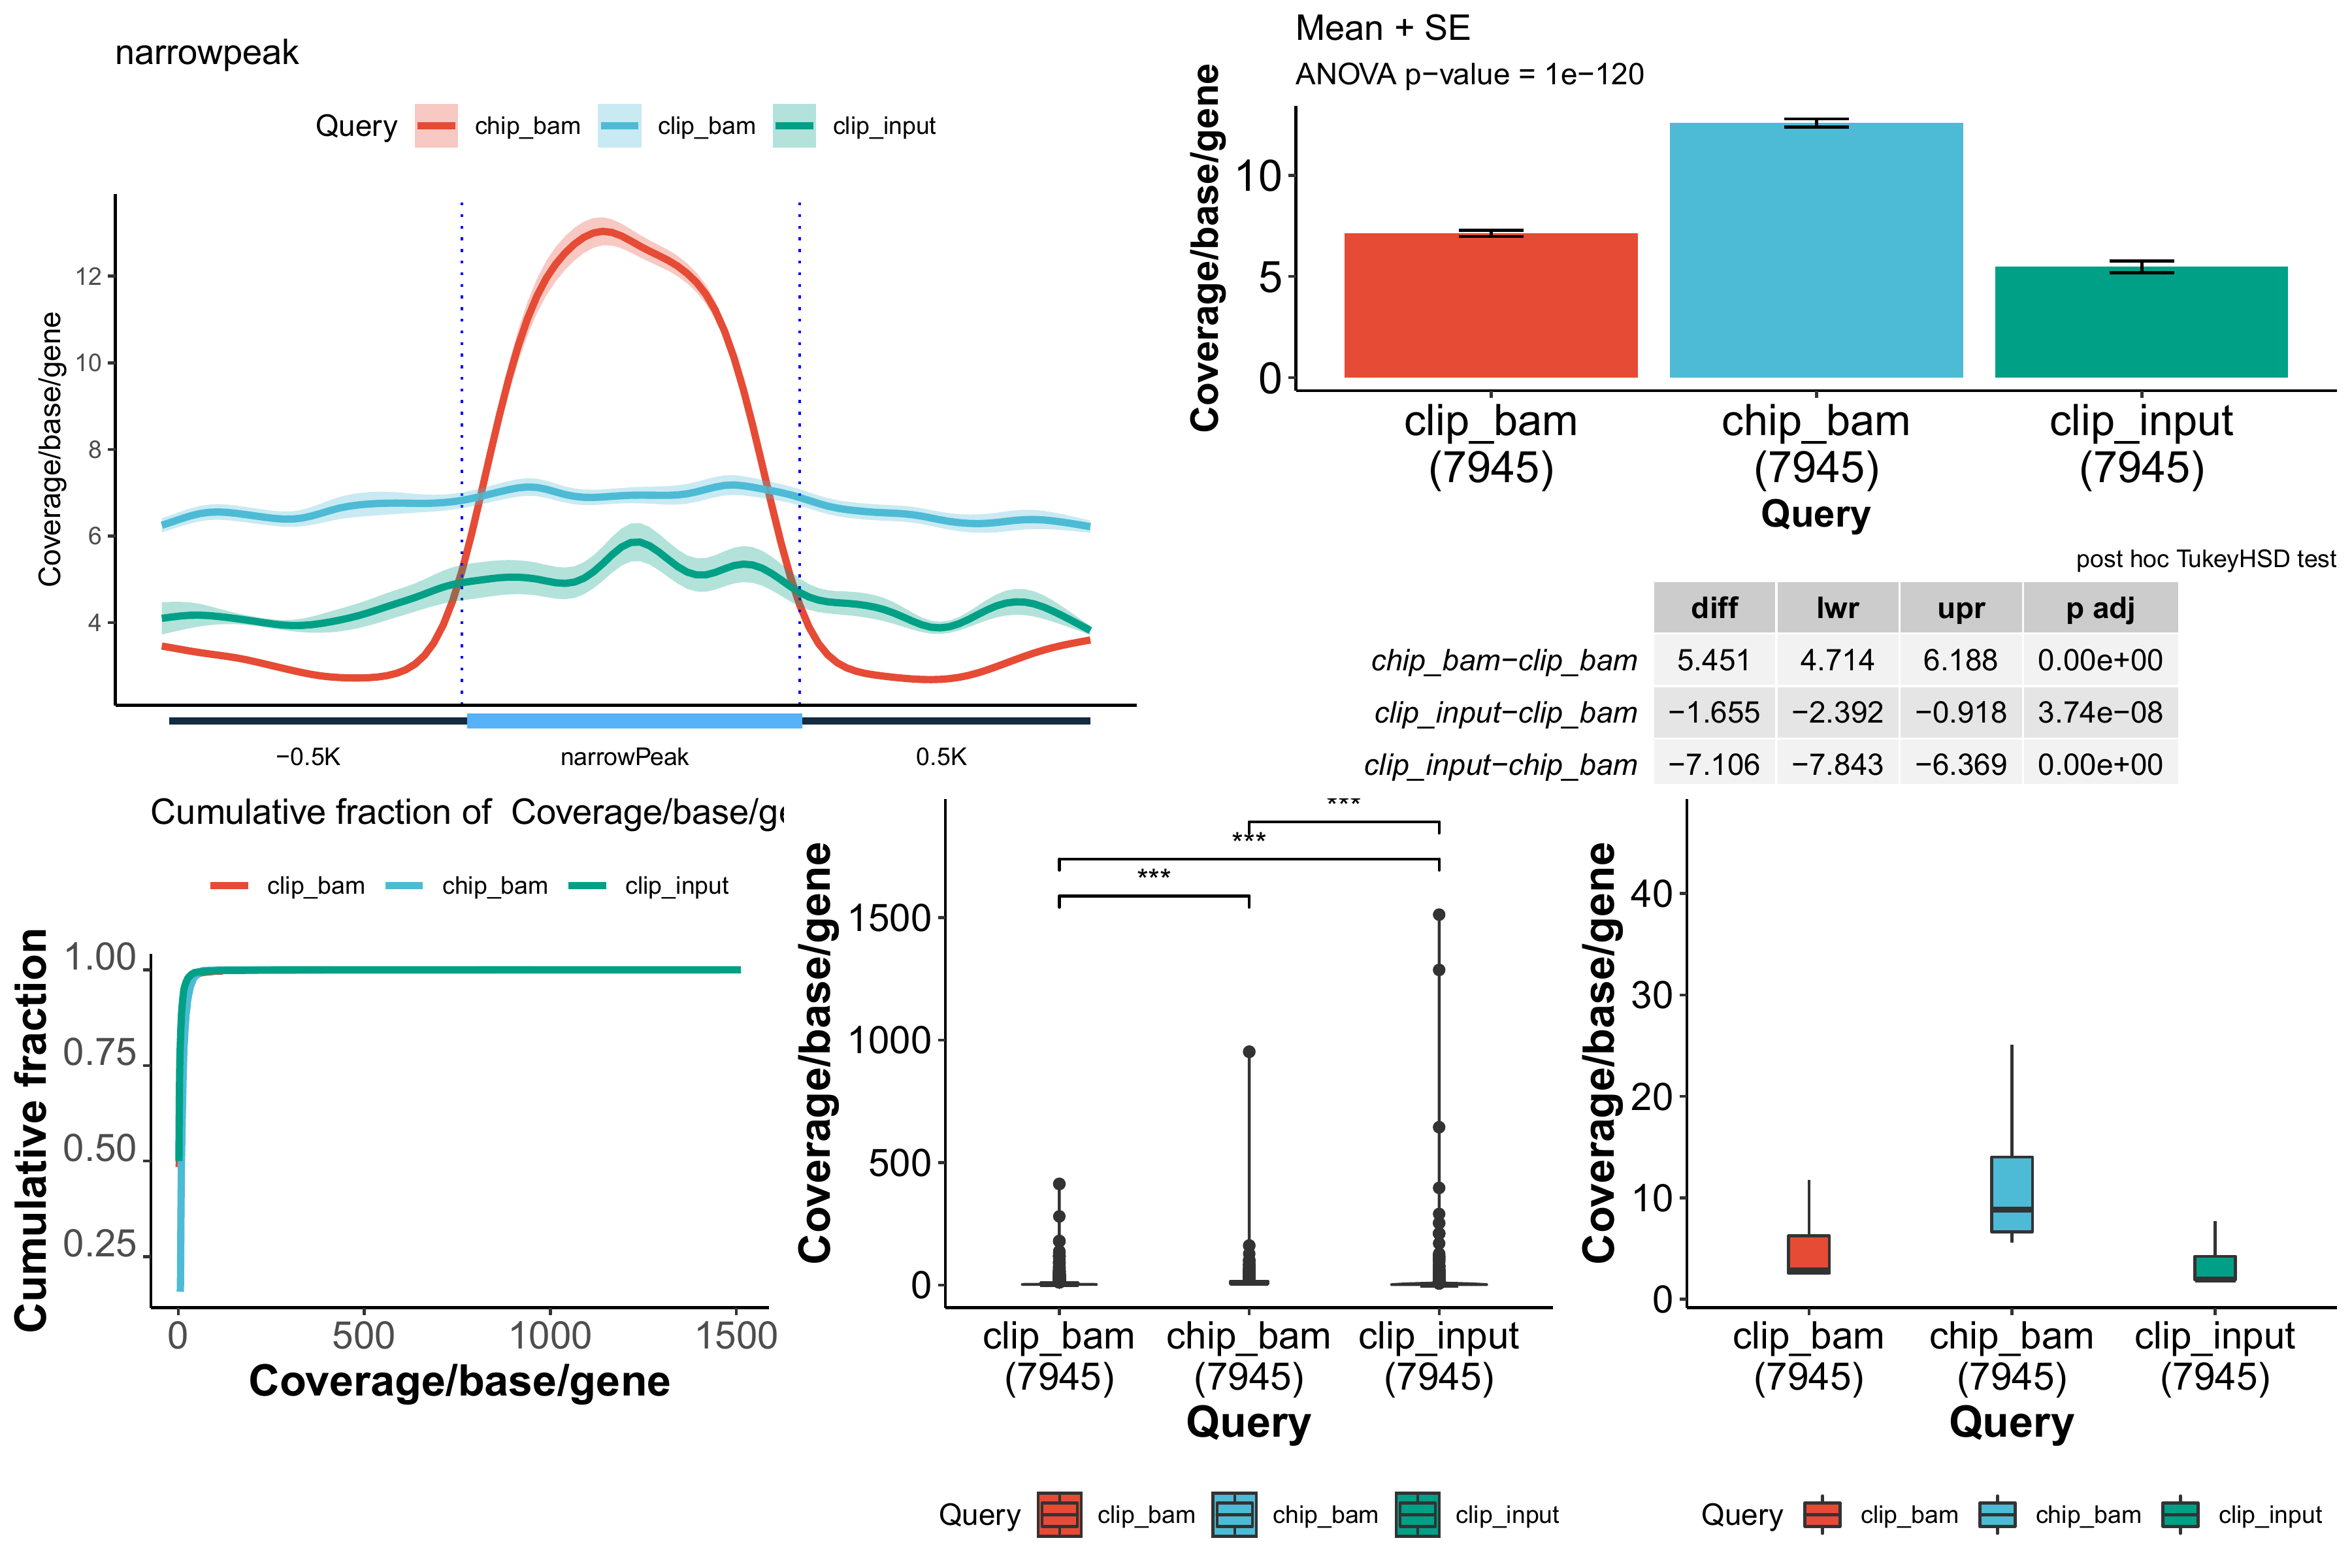 narrowpeak
Query chip_bam clip_bam clip_input
Coverage/base/gene
12
10
8
6
4
−0.5K narrowPeak 0.5K
Mean + SE
ANOVA p−value = 1e−120
Coverage/base/gene
10
5
0
clip_bam chip_bam clip_input
(7945) (7945) (7945)
Query
post hoc TukeyHSD test
diff lwr upr p adj
chip_bam−clip_bam 5.451 4.714 6.188 0.00e+00
clip_input−clip_bam −1.655 −2.392 −0.918 3.74e−08
clip_input−chip_bam −7.106 −7.843 −6.369 0.00e+00
Cumulative fraction of Coverage/base/ge
clip_bam chip_bam clip_input
Cumulative fraction
1.00
0.75
0.50
0.25
0 500 1000 1500
Coverage/base/gene
Coverage/base/gene
***
***
***
1500
1000
500
0
clip_bam chip_bam clip_input
(7945) (7945) (7945)
Query
Query clip_bam chip_bam clip_input
Coverage/base/gene
40
30
20
10
0
clip_bam chip_bam clip_input
(7945) (7945) (7945)
Query
Query clip_bam chip_bam clip_input